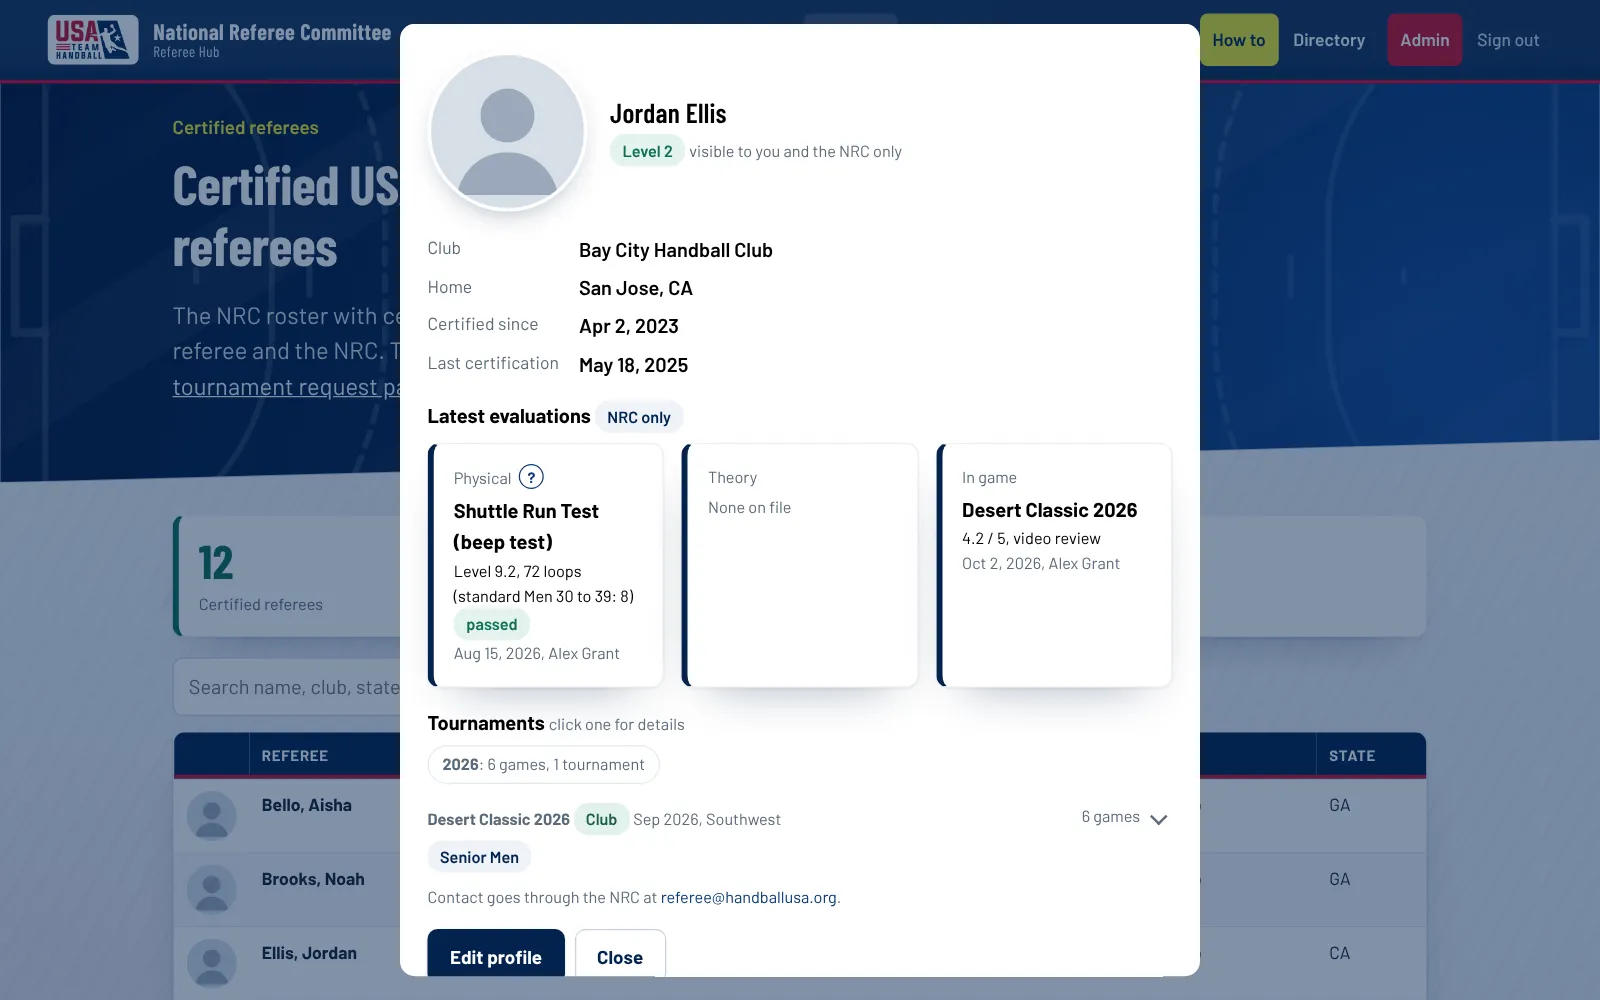 USA
TEAM
HANDBALL
National Referee Committee
Referee Hub
How to
Directory
Admin
Sign out
Certified referees
Certified US
referees
The NRC roster with ce
referee and the NRC. T
tournament request pa
12
Certified referees
Search name, club, state
REFEREE
STATE
Bello, Aisha
GA
Brooks, Noah
GA
Ellis, Jordan
CA
Jordan Ellis
Level 2 visible to you and the NRC only
Club Bay City Handball Club
Home San Jose, CA
Certified since Apr 2, 2023
Last certification May 18, 2025
Latest evaluations NRC only
Physical ?
Shuttle Run Test
(beep test)
Level 9.2, 72 loops
(standard Men 30 to 39: 8)
passed
Aug 15, 2026, Alex Grant
Theory
None on file
In game
Desert Classic 2026
4.2 / 5, video review
Oct 2, 2026, Alex Grant
Tournaments click one for details
2026: 6 games, 1 tournament
Desert Classic 2026 Club Sep 2026, Southwest 6 games
Senior Men
Contact goes through the NRC at referee@handballusa.org.
Edit profile Close